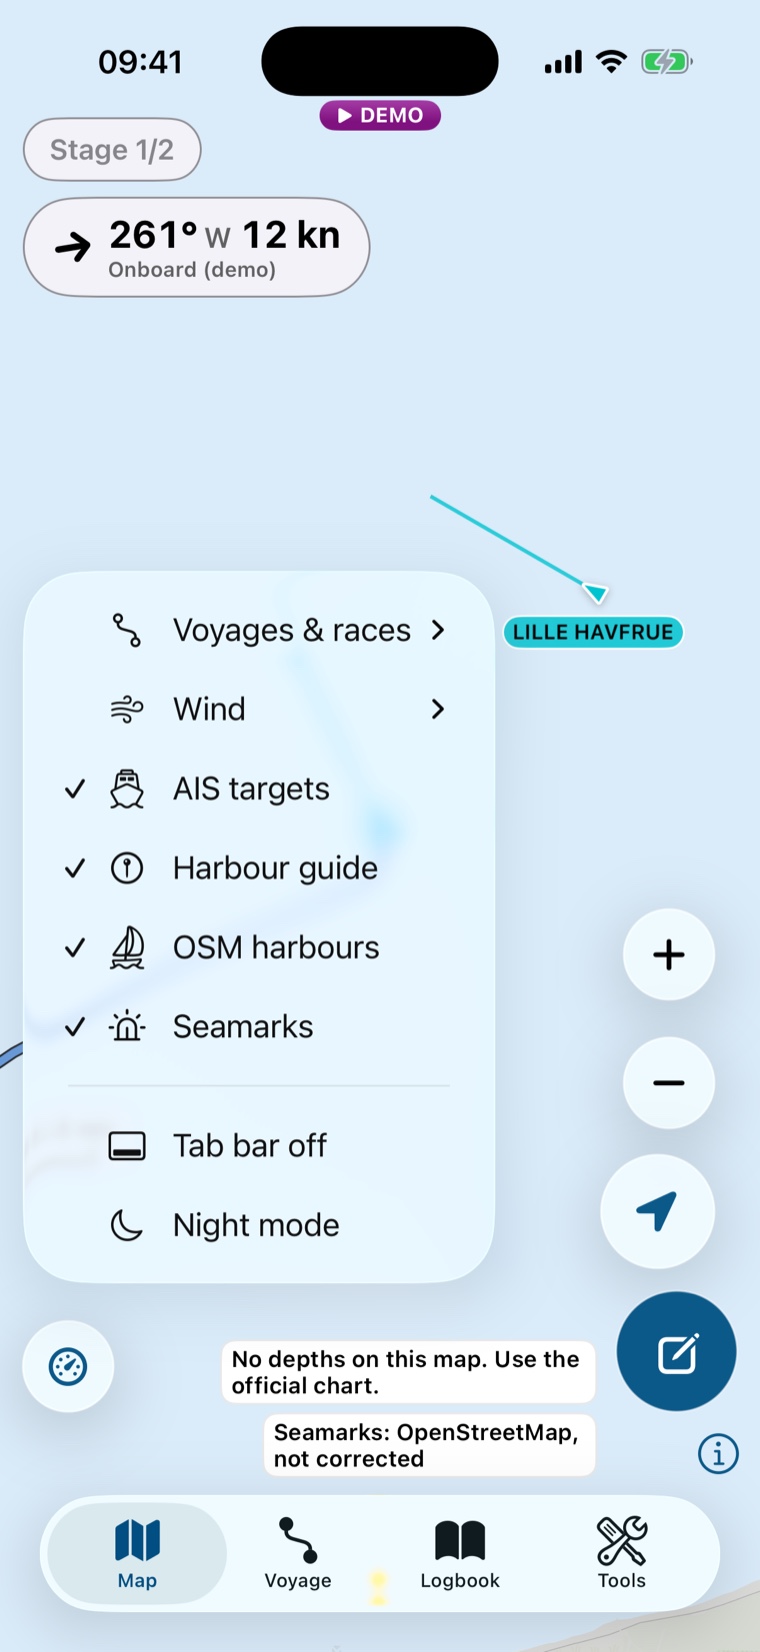 09:41
DEMO
Stage 1/2
261° W 12 kn
Onboard (demo)
Voyages & races
LILLE HAVFRUE
Wind
AIS targets
Harbour guide
OSM harbours
Seamarks
Tab bar off
Night mode
No depths on this map. Use the
official chart.
Seamarks: OpenStreetMap,
not corrected
Map
Voyage
Logbook
Tools